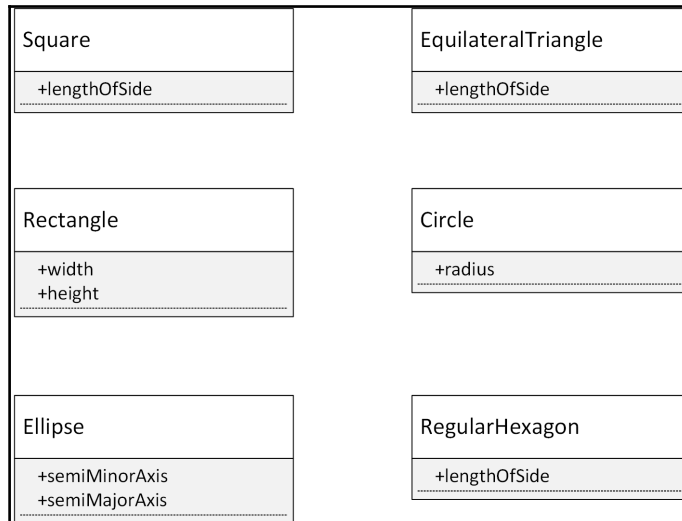 Square
+lengthOfSide
EquilateralTriangle
+lengthOfSide
Rectangle
+width
+height
Circle
+radius
Ellipse
+semiMinorAxis
+semiMajorAxis
RegularHexagon
+lengthOfSide